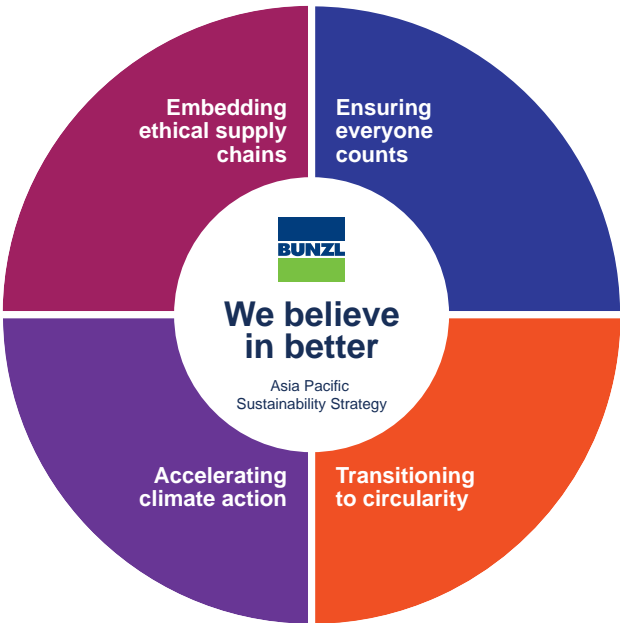 Embedding
ethical supply
chains
Ensuring
everyone
counts
BUNZL
We believe
in better
Asia Pacific
Sustainability Strategy
Accelerating
climate action
Transitioning
to circularity